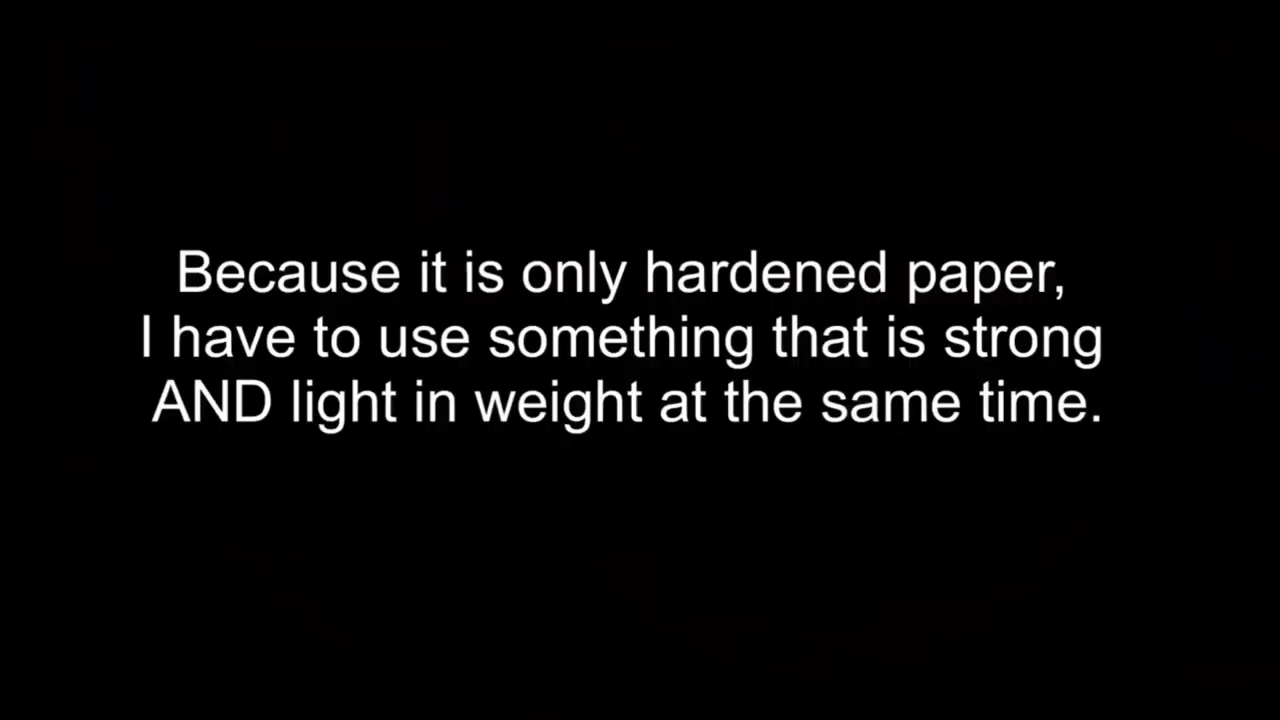 Because it is only hardened paper,
I have to use something that is strong
AND light in weight at the same time.